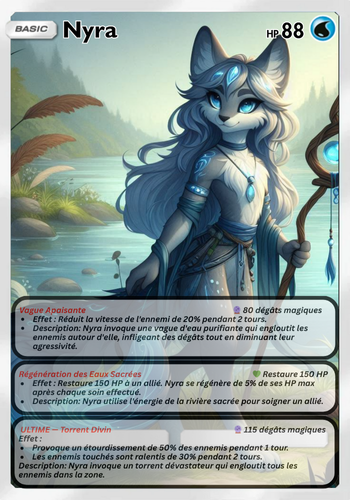 BASIC Nyra HP 88
Vague Apaisante 80 dégâts magiques
• Effet : Réduit la vitesse de l'ennemi de 20% pendant 2 tours.
• Description: Nyra invoque une vague d'eau purifiante qui engloutit les
ennemis autour d'elle, infligeant des dégâts tout en diminuant leur
agressivité.
Régénération des Eaux Sacrées Restaure 150 HP
• Effet : Restaure 150 HP à un allié. Nyra se régénère de 5% de ses HP max
après chaque soin effectué.
• Description: Nyra utilise l'énergie de la rivière sacrée pour soigner un allié.
ULTIME — Torrent Divin 115 dégâts magiques
Effet :
• Provoque un étourdissement de 50% des ennemis pendant 1 tour.
• Les ennemis touchés sont ralentis de 30% pendant 2 tours.
Description: Nyra invoque un torrent dévastateur qui engloutit tous les
ennemis dans la zone.